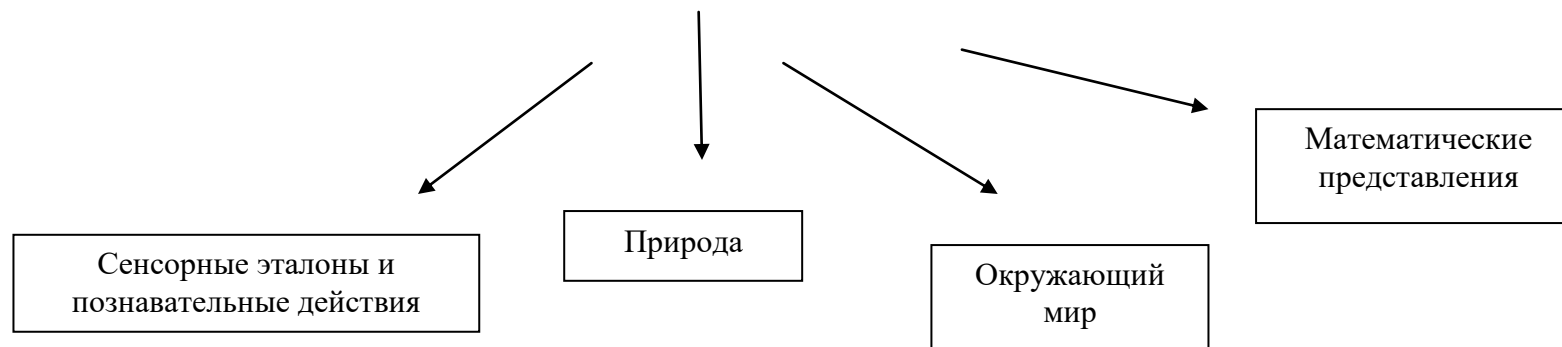 Сенсорные эталоны и
познавательные действия
Природа
Окружающий
мир
Математические
представления